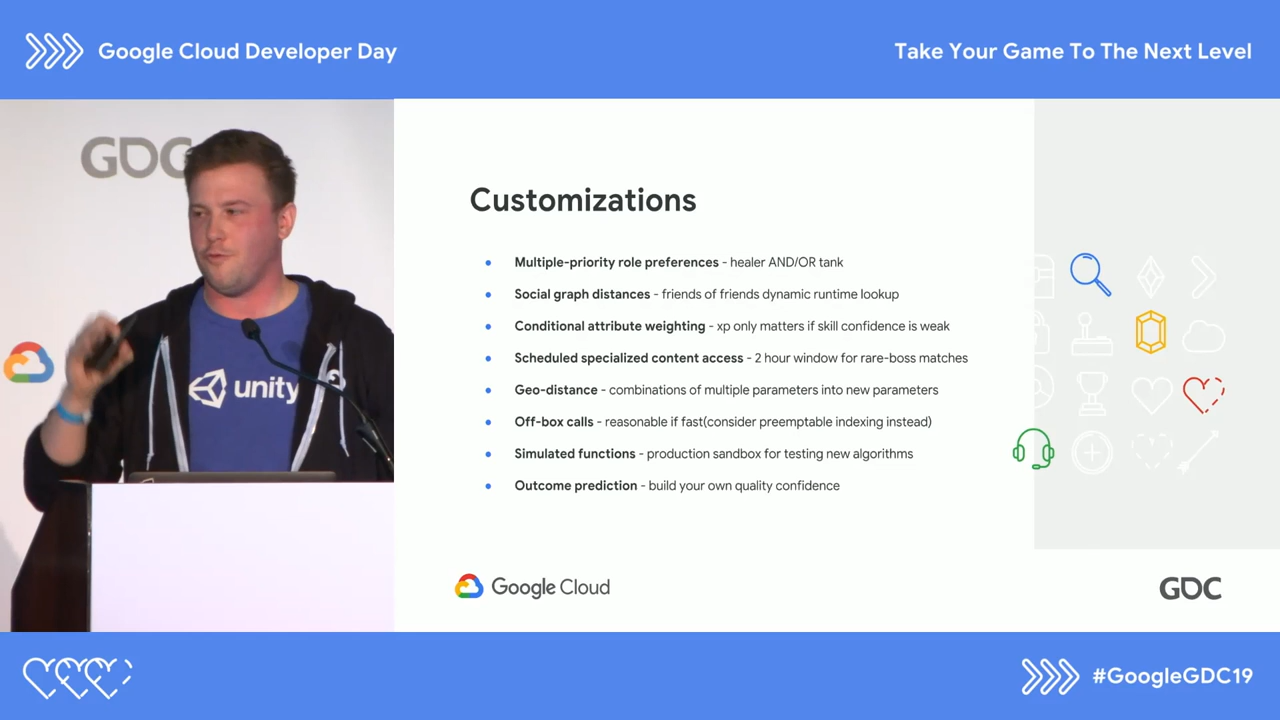 Google Cloud Developer Day
Take Your Game To The Next Level
GDC
unity
Customizations
Multiple-priority role preferences - healer AND/OR tank
Social graph distances - friends of friends dynamic runtime lookup
Conditional attribute weighting - xp only matters if skill confidence is weak
Scheduled specialized content access - 2 hour window for rare-boss matches
Geo-distance - combinations of multiple parameters into new parameters
Off-box calls - reasonable if fast(consider preemptable indexing instead)
Simulated functions - production sandbox for testing new algorithms
Outcome prediction - build your own quality confidence
Google Cloud
GDC
#GoogleGDC19